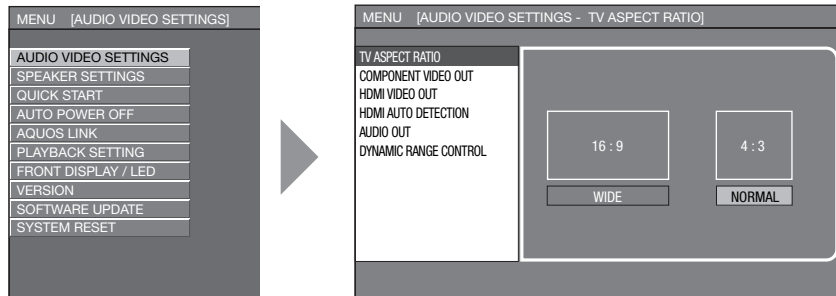 MENU [AUDIO VIDEO SETTINGS]
AUDIO VIDEO SETTINGS
SPEAKER SETTINGS
QUICK START
AUTO POWER OFF
AQUOS LINK
PLAYBACK SETTING
FRONT DISPLAY / LED
VERSION
SOFTWARE UPDATE
SYSTEM RESET
MENU [AUDIO VIDEO SETTINGS - TV ASPECT RATIO]
TV ASPECT RATIO
COMPONENT VIDEO OUT
HDMI VIDEO OUT
HDMI AUTO DETECTION
AUDIO OUT
DYNAMIC RANGE CONTROL
16 : 9
4 : 3
WIDE
NORMAL